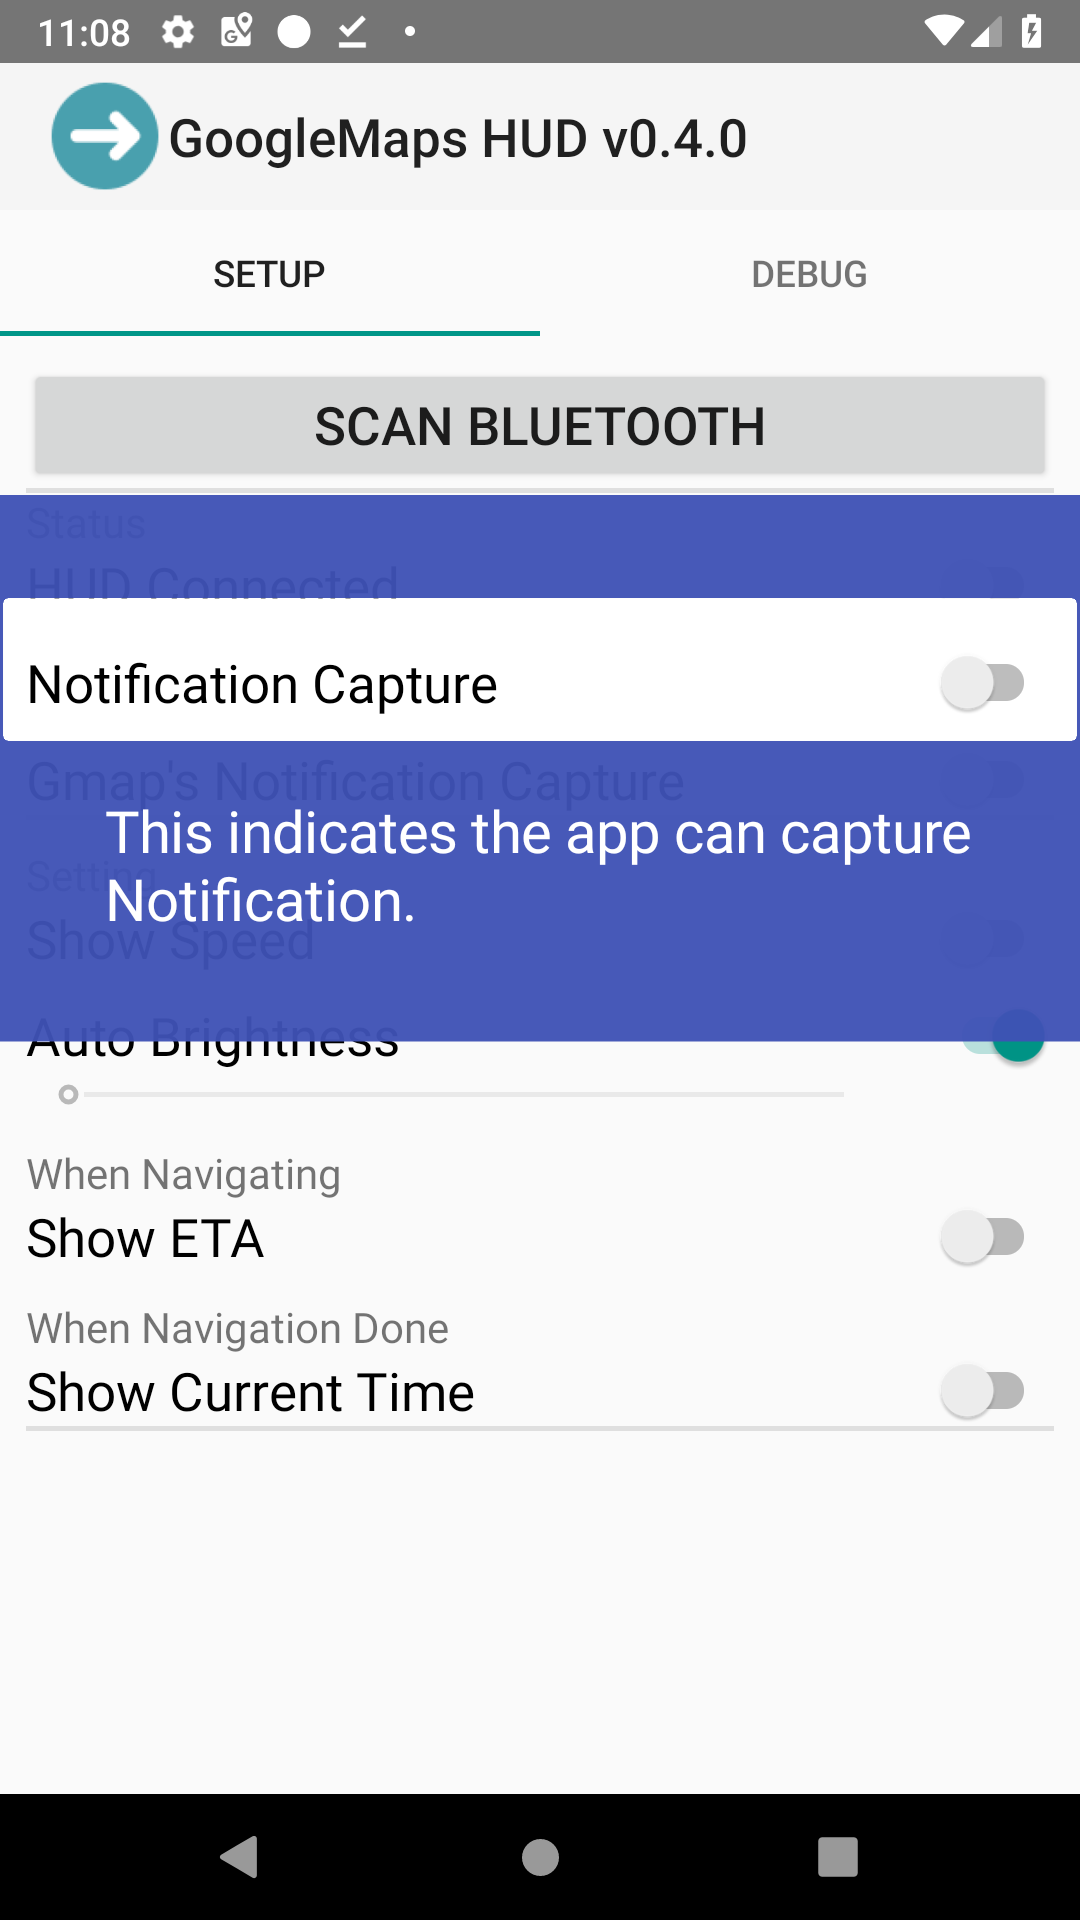 11:08
GoogleMaps HUD v0.4.0
SETUP
DEBUG
SCAN BLUETOOTH
Status
HUD Connected
Notification Capture
Gmap's Notification Capture
This indicates the app can capture
Notification.
Setting
Show Speed
Auto Brightness
When Navigating
Show ETA
When Navigation Done
Show Current Time